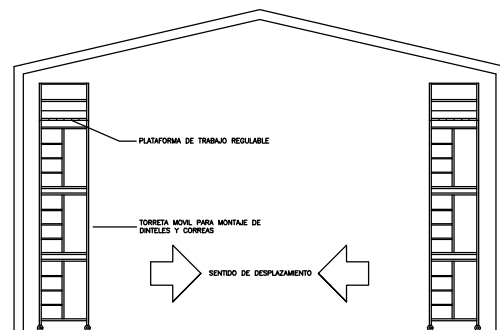 PLATAFORMA DE TRABAJO REGULABLE
TORRETA MOVIL PARA MONTAJE DE
DINTELES Y CORREAS
SENTIDO DE DESPLAZAMIENTO